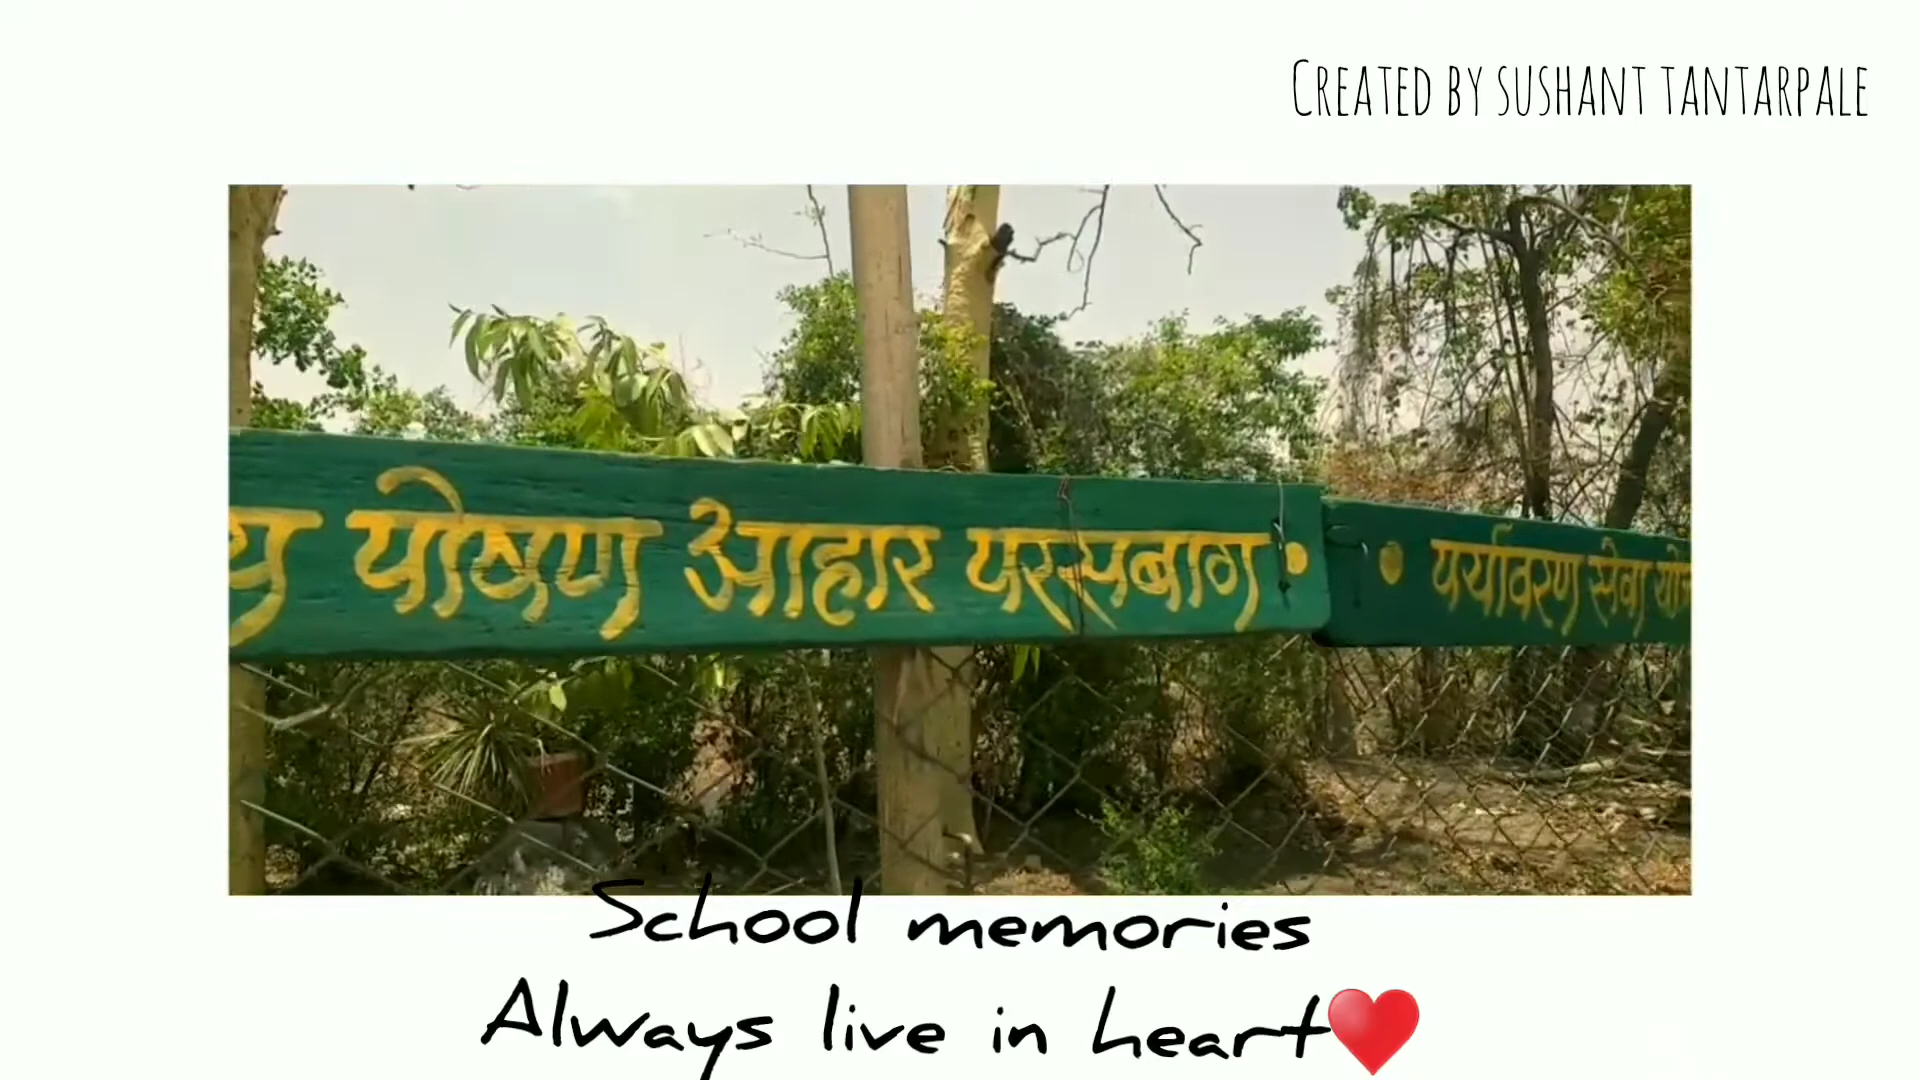 CREATED BY SUSHANT TANTARPALE
य पोषण आहार परसबाग • • पर्यावरण सेवा
School memories
Always live in heart❤️